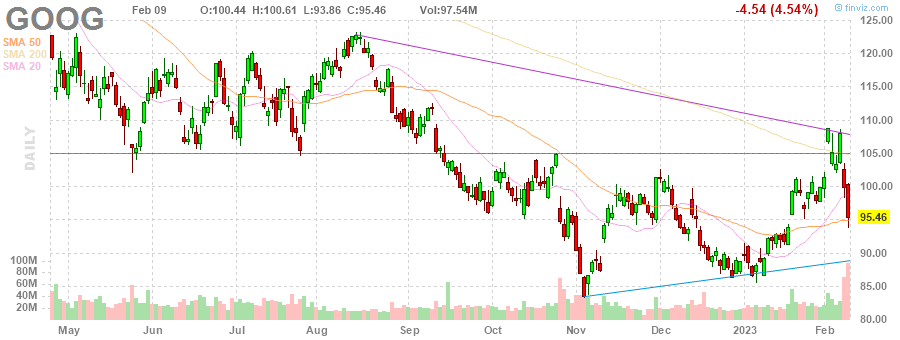 GOOG
Feb 09 O:100.44 H:100.61 L:93.86 C:95.46 Vol:97.54M -4.54 (4.54%)
© finviz.com
SMA 50
SMA 200
SMA 20
DAILY
125.00
120.00
115.00
110.00
105.00
100.00
95.46
90.00
85.00
80.00
100M
80M
60M
40M
20M
May Jun Jul Aug Sep Oct Nov Dec 2023 Feb